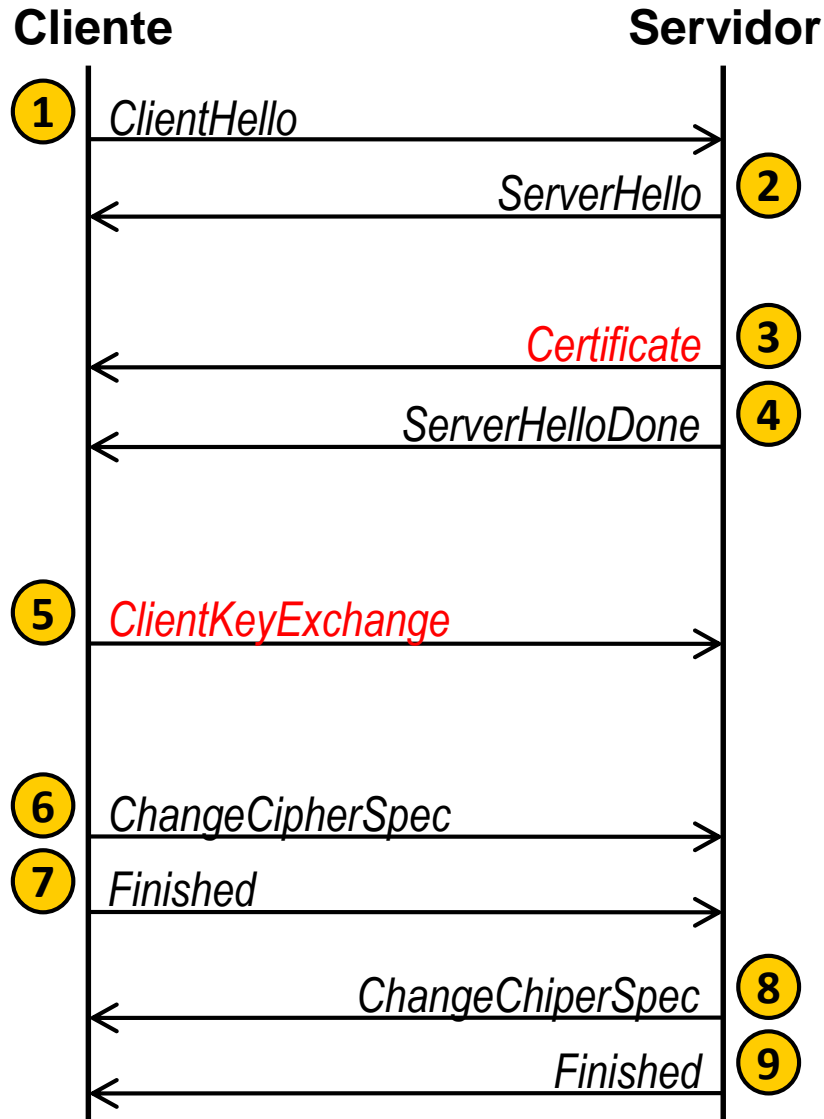 Cliente Servidor
1 ClientHello
ServerHello 2
Certificate 3
ServerHelloDone 4
5 ClientKeyExchange
6 ChangeCipherSpec
7 Finished
ChangeChiperSpec 8
Finished 9